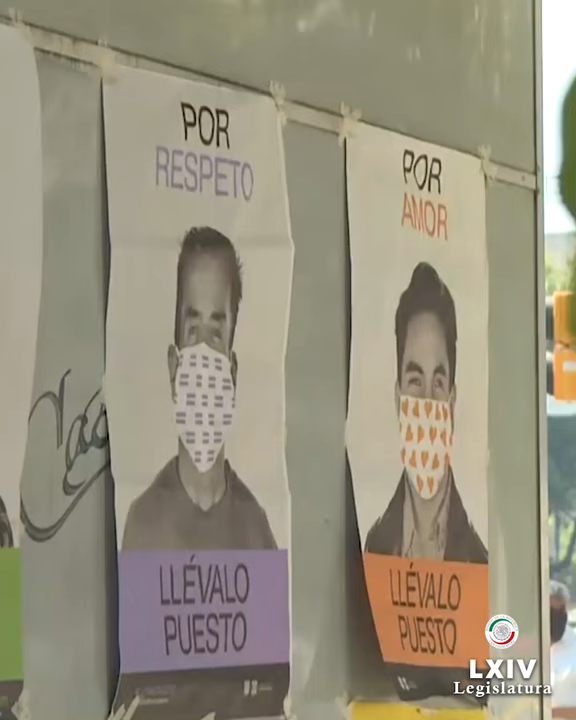 POR
RESPETO
LLÉVALO
PUESTO
POR
AMOR
LLÉVALO
PUESTO
LXIV
Legislatura